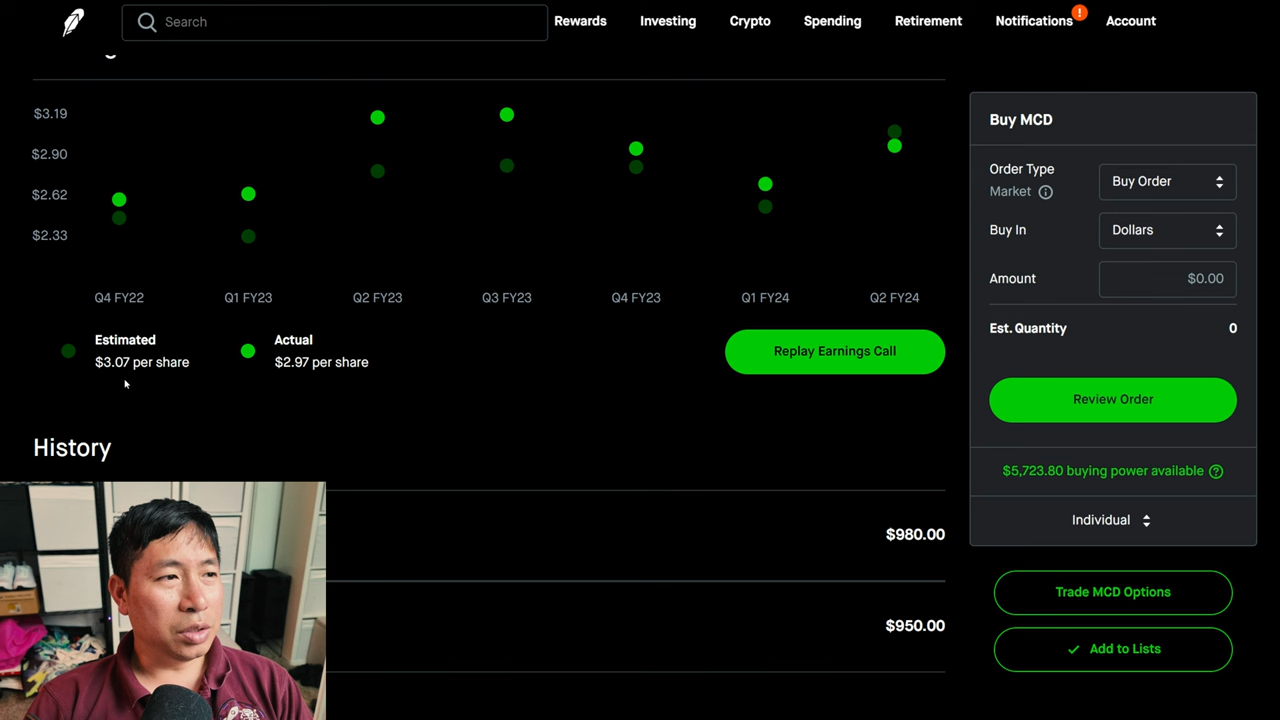 Search
Rewards
Investing
Crypto
Spending
Retirement
Notifications
!
Account
$3.19
$2.90
$2.62
$2.33
Q4 FY22
Q1 FY23
Q2 FY23
Q3 FY23
Q4 FY23
Q1 FY24
Q2 FY24
Estimated
$3.07 per share
Actual
$2.97 per share
Replay Earnings Call
History
$980.00
$950.00
Buy MCD
Order Type
Market
Buy Order
Buy In
Dollars
Amount
$0.00
Est. Quantity
0
Review Order
$5,723.80 buying power available
Individual
Trade MCD Options
Add to Lists